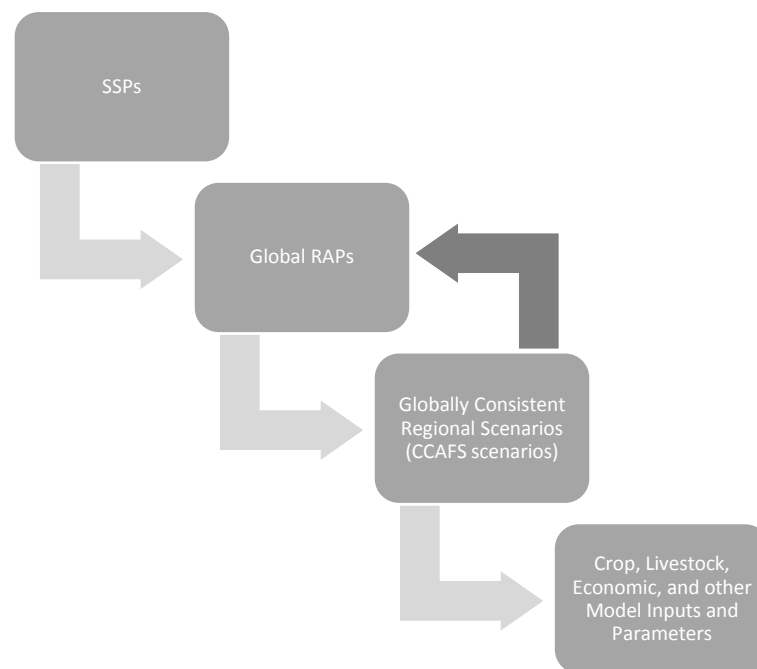 SSPs
Global RAPs
Globally Consistent
Regional Scenarios
(CCAFS scenarios)
Crop, Livestock,
Economic, and other
Model Inputs and
Parameters